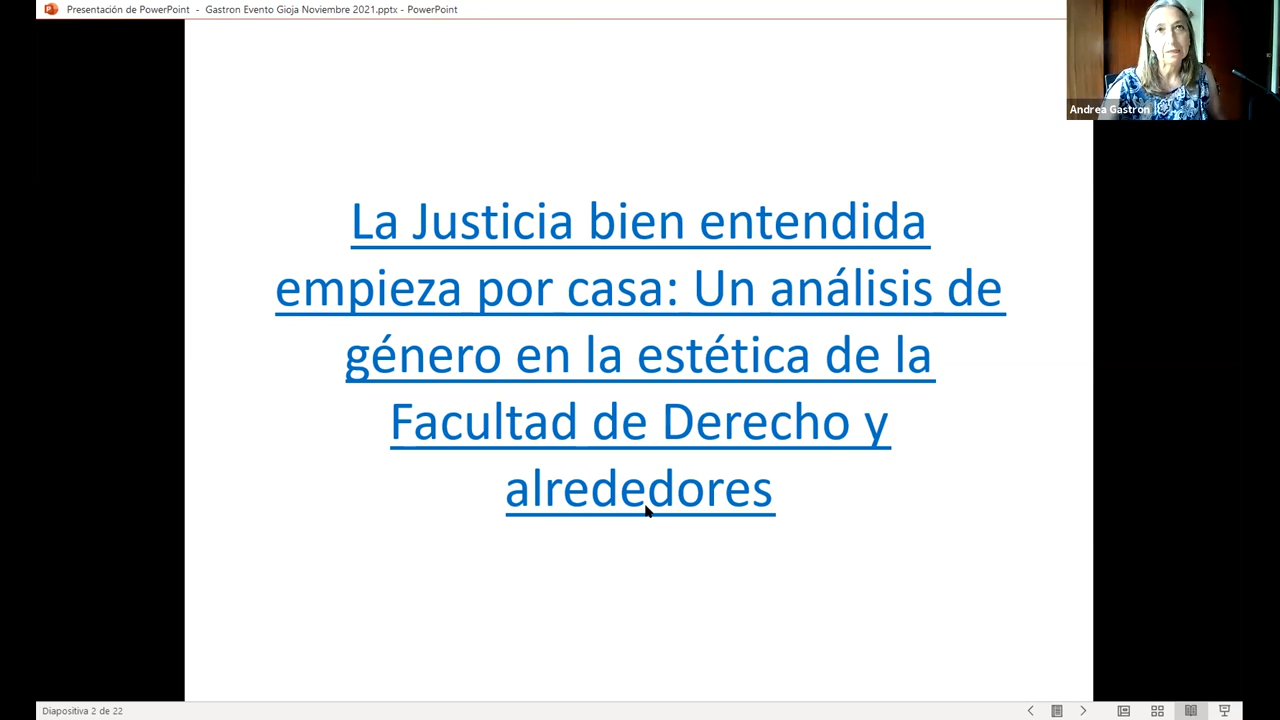 Presentación de PowerPoint - Gastron Evento Gioja Noviembre 2021.pptx - PowerPoint
Andrea Gastron
La Justicia bien entendida
empieza por casa: Un análisis de
género en la estética de la
Facultad de Derecho y
alrededores
Diapositiva 2 de 22